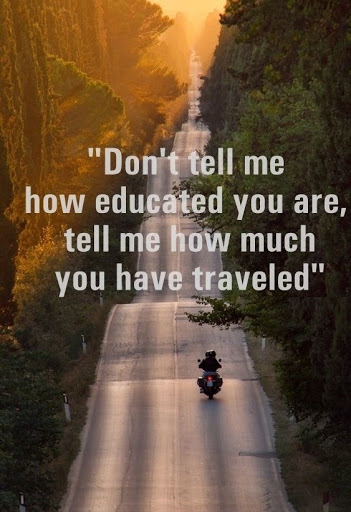 "Don't tell me
how educated you are,
tell me how much
you have traveled"